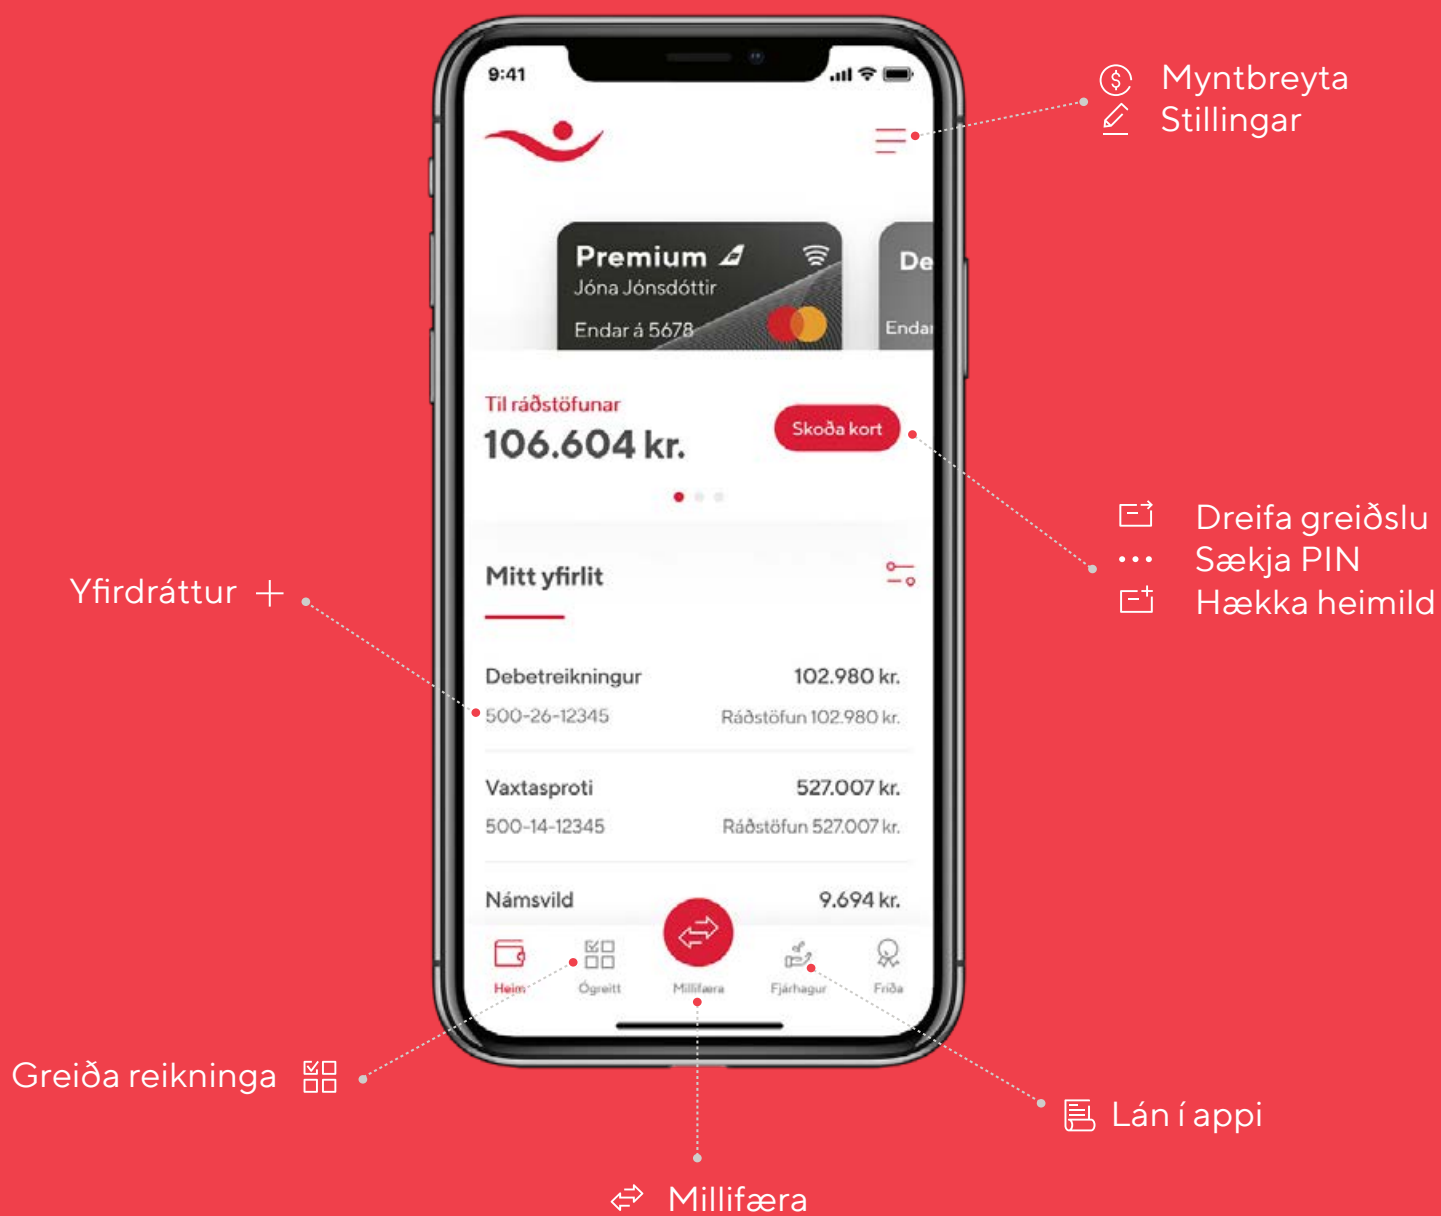 9:41
Myntbreyta
Stillingar
Premium
Jóna Jónsdóttir
Endar á 5678
De
Endar
Til ráðstöfunar
106.604 kr.
Skoða kort
Dreifa greiðslu
Sækja PIN
Hækka heimild
Mitt yfirlit
Yfirdráttur
Debetreikningur 102.980 kr.
500-26-12345 Ráðstöfun 102.980 kr.
Vaxtasproti 527.007 kr.
500-14-12345 Ráðstöfun 527.007 kr.
Námsvild 9.694 kr.
Heim Ógreitt Millifæra Fjárhagur Fríða
Greiða reikninga
Lán í appi
Millifæra